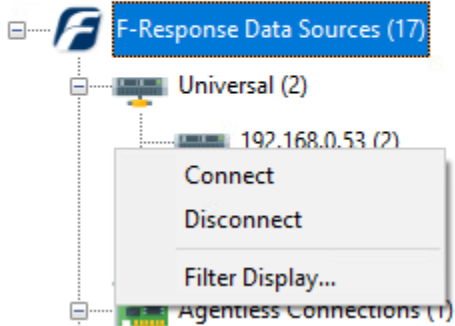 F-Response Data Sources (17)
Universal (2)
192.168.0.53 (2)
Connect
Disconnect
Filter Display...
Agentless Connections (1)